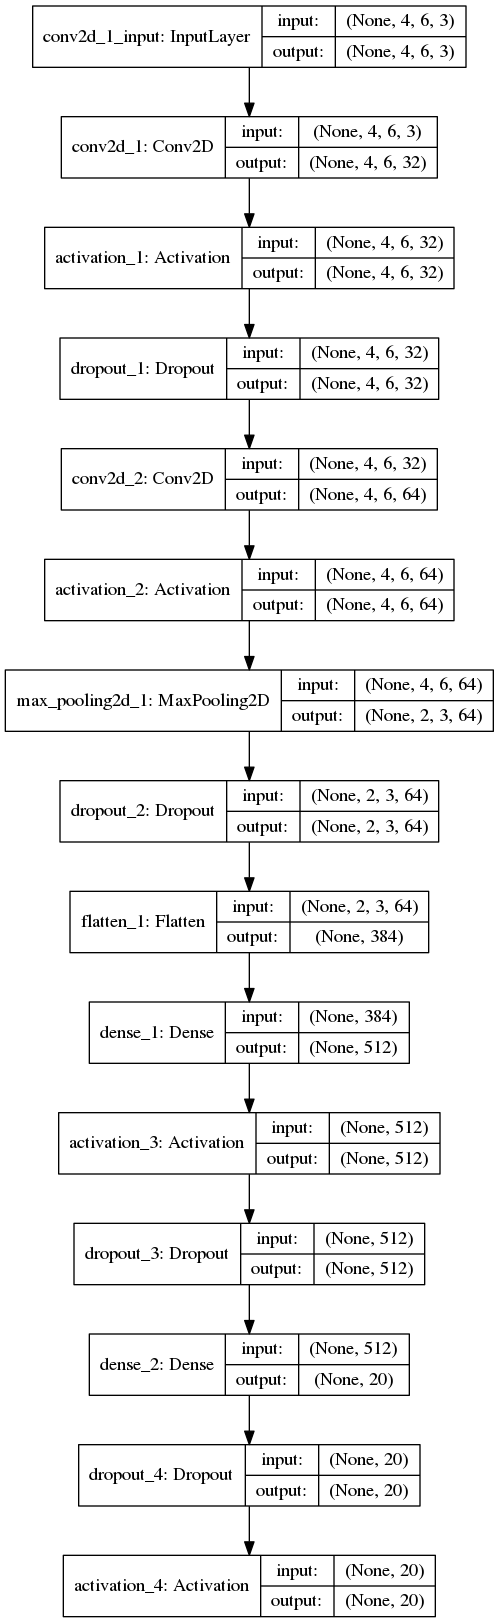 conv2d_1_input: InputLayer
input: (None, 4, 6, 3)
output: (None, 4, 6, 3)
conv2d_1: Conv2D
input: (None, 4, 6, 3)
output: (None, 4, 6, 32)
activation_1: Activation
input: (None, 4, 6, 32)
output: (None, 4, 6, 32)
dropout_1: Dropout
input: (None, 4, 6, 32)
output: (None, 4, 6, 32)
conv2d_2: Conv2D
input: (None, 4, 6, 32)
output: (None, 4, 6, 64)
activation_2: Activation
input: (None, 4, 6, 64)
output: (None, 4, 6, 64)
max_pooling2d_1: MaxPooling2D
input: (None, 4, 6, 64)
output: (None, 2, 3, 64)
dropout_2: Dropout
input: (None, 2, 3, 64)
output: (None, 2, 3, 64)
flatten_1: Flatten
input: (None, 2, 3, 64)
output: (None, 384)
dense_1: Dense
input: (None, 384)
output: (None, 512)
activation_3: Activation
input: (None, 512)
output: (None, 512)
dropout_3: Dropout
input: (None, 512)
output: (None, 512)
dense_2: Dense
input: (None, 512)
output: (None, 20)
dropout_4: Dropout
input: (None, 20)
output: (None, 20)
activation_4: Activation
input: (None, 20)
output: (None, 20)